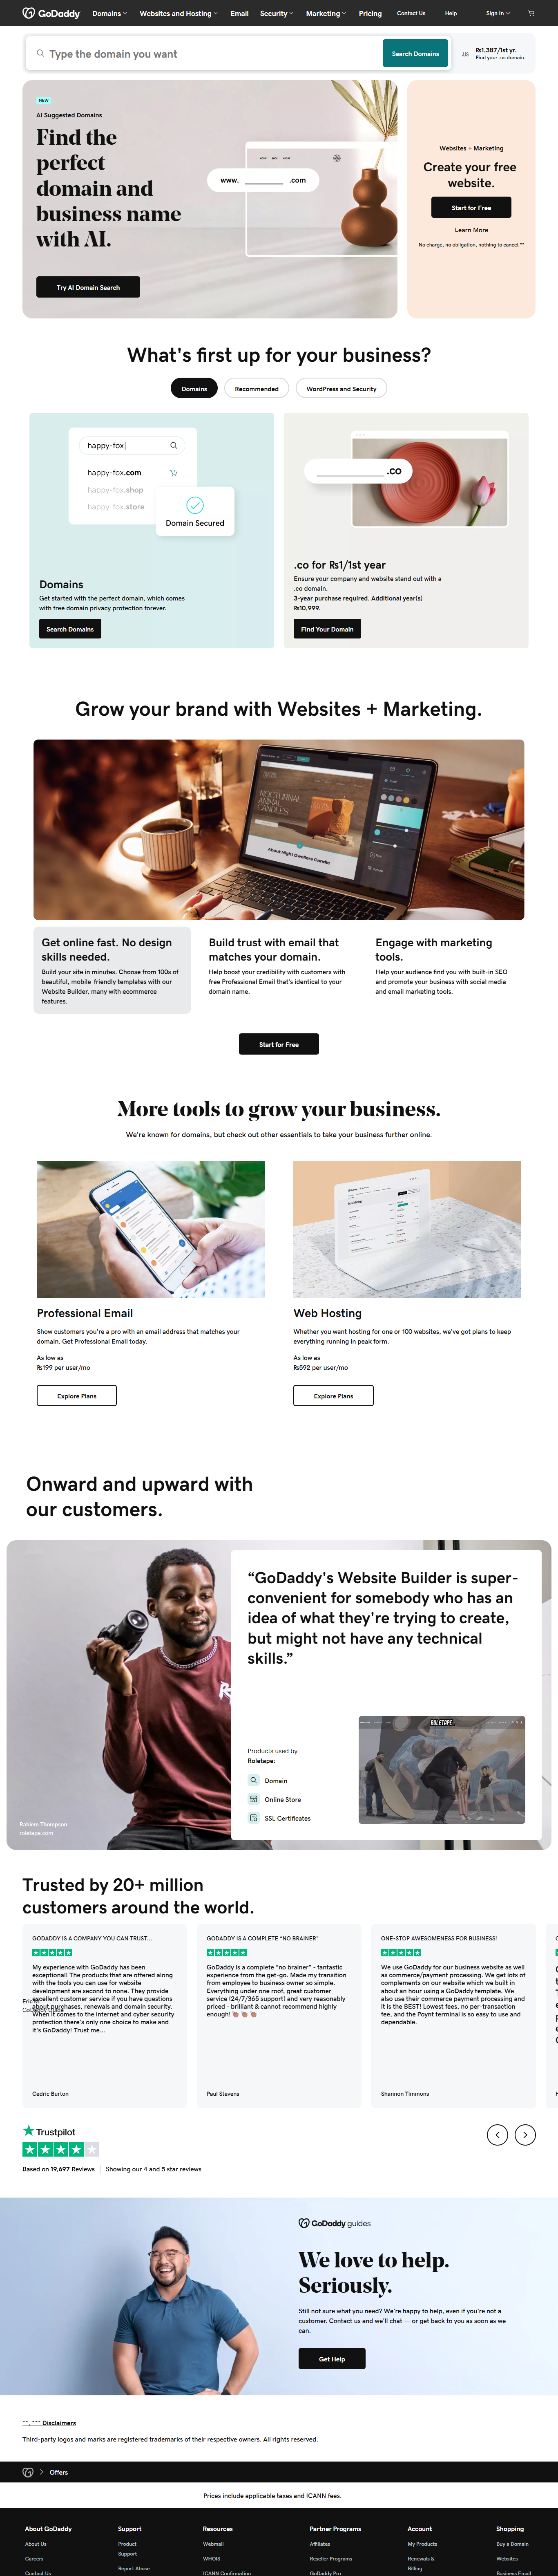 GoDaddy Domains Websites and Hosting Email Security Marketing Pricing Contact Us Help Sign In
Type the domain you want
Search Domains
.us
₨1,387/1st yr.
Find your .us domain.
NEW
AI Suggested Domains
Find the
perfect
domain and
business name
with AI.
www. .com
Try AI Domain Search
Websites + Marketing
Create your free
website.
Start for Free
Learn More
No charge, no obligation, nothing to cancel.**
What's first up for your business?
Domains Recommended WordPress and Security
happy-fox
happy-fox.com
happy-fox.shop
happy-fox.store
Domain Secured
Domains
Get started with the perfect domain, which comes
with free domain privacy protection forever.
Search Domains
.co
.co for ₨1/1st year
Ensure your company and website stand out with a
.co domain.
3-year purchase required. Additional year(s)
₨10,999.
Find Your Domain
Grow your brand with Websites + Marketing.
NOCTURNAL
ANIMAL
CANDLES
About Night Dwellers Candle
Get online fast. No design
skills needed.
Build your site in minutes. Choose from 100s of
beautiful, mobile-friendly templates with our
Website Builder, many with ecommerce
features.
Build trust with email that
matches your domain.
Help boost your credibility with customers with
free Professional Email that's identical to your
domain name.
Engage with marketing
tools.
Help your audience find you with built-in SEO
and promote your business with social media
and email marketing tools.
Start for Free
More tools to grow your business.
We're known for domains, but check out other essentials to take your business further online.
Professional Email
Show customers you're a pro with an email address that matches your
domain. Get Professional Email today.
As low as
₨199 per user/mo
Explore Plans
Web Hosting
Whether you want hosting for one or 100 websites, we've got plans to keep
everything running in peak form.
As low as
₨592 per user/mo
Explore Plans
Onward and upward with
our customers.
“GoDaddy's Website Builder is super-
convenient for somebody who has an
idea of what they're trying to create,
but might not have any technical
skills.”
Products used by
Roletape:
Domain
Online Store
SSL Certificates
ROLETAPE
Rahiem Thompson
roletape.com
Trusted by 20+ million
customers around the world.
GODADDY IS A COMPANY YOU CAN TRUST...
My experience with GoDaddy has been
exceptional! The products that are offered along
with the tools you can use for website
development are second to none. They provide
excellent customer service if you have questions
about purchases, renewals and domain security.
When it comes to the internet and cyber security
protection there's only one choice to make and
it's GoDaddy! Trust me...
Eric M.
GoDaddy Guide
Cedric Burton
GODADDY IS A COMPLETE “NO BRAINER”
GoDaddy is a complete “no brainer” - fantastic
experience from the get-go. Made my transition
from employee to business owner, simple.
Everything under one roof, great customer
service (24/7/365 support) and very reasonably
priced - brilliant & cannot recommend highly
enough!
Paul Stevens
ONE-STOP AWESOMENESS FOR BUSINESS!
We use GoDaddy for our business website as well
as commerce/payment processing. We get lots of
complements on our website which we built in
about an hour using a GoDaddy template. We
also use their commerce payment processing and
it is the BEST! Lowest fees, no per-transaction
fee, and the Poynt terminal is so easy to use and
dependable.
Shannon Timmons
Trustpilot
Based on 19,697 Reviews Showing our 4 and 5 star reviews
GoDaddy guides
We love to help.
Seriously.
Still not sure what you need? We're happy to help, even if you're not a
customer. Contact us and we'll chat — or get back to you as soon as we
can.
Get Help
**, *** Disclaimers
Third-party logos and marks are registered trademarks of their respective owners. All rights reserved.
Offers
Prices include applicable taxes and ICANN fees.
About GoDaddy
About Us
Careers
Contact Us
Support
Product
Support
Report Abuse
Resources
Webmail
WHOIS
ICANN Confirmation
Partner Programs
Affiliates
Reseller Programs
GoDaddy Pro
Account
My Products
Renewals &
Billing
Shopping
Buy a Domain
Websites
Business Email